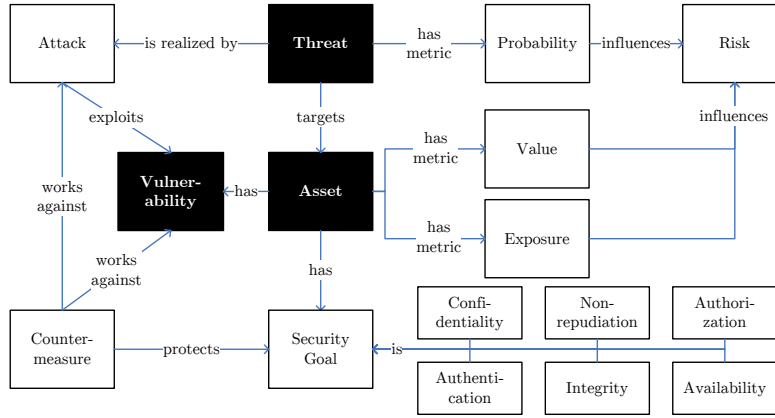 Attack
is realized by
Threat
has
metric
Probability
influences
Risk
exploits
targets
influences
has
metric
Value
works
against
Vulner-
ability
has
Asset
has
metric
Exposure
works
against
has
Confi-
dentiality
Non-
repudiation
Authori-
zation
Counter-
measure
protects
Security
Goal
is
Authenti-
cation
Integrity
Availability